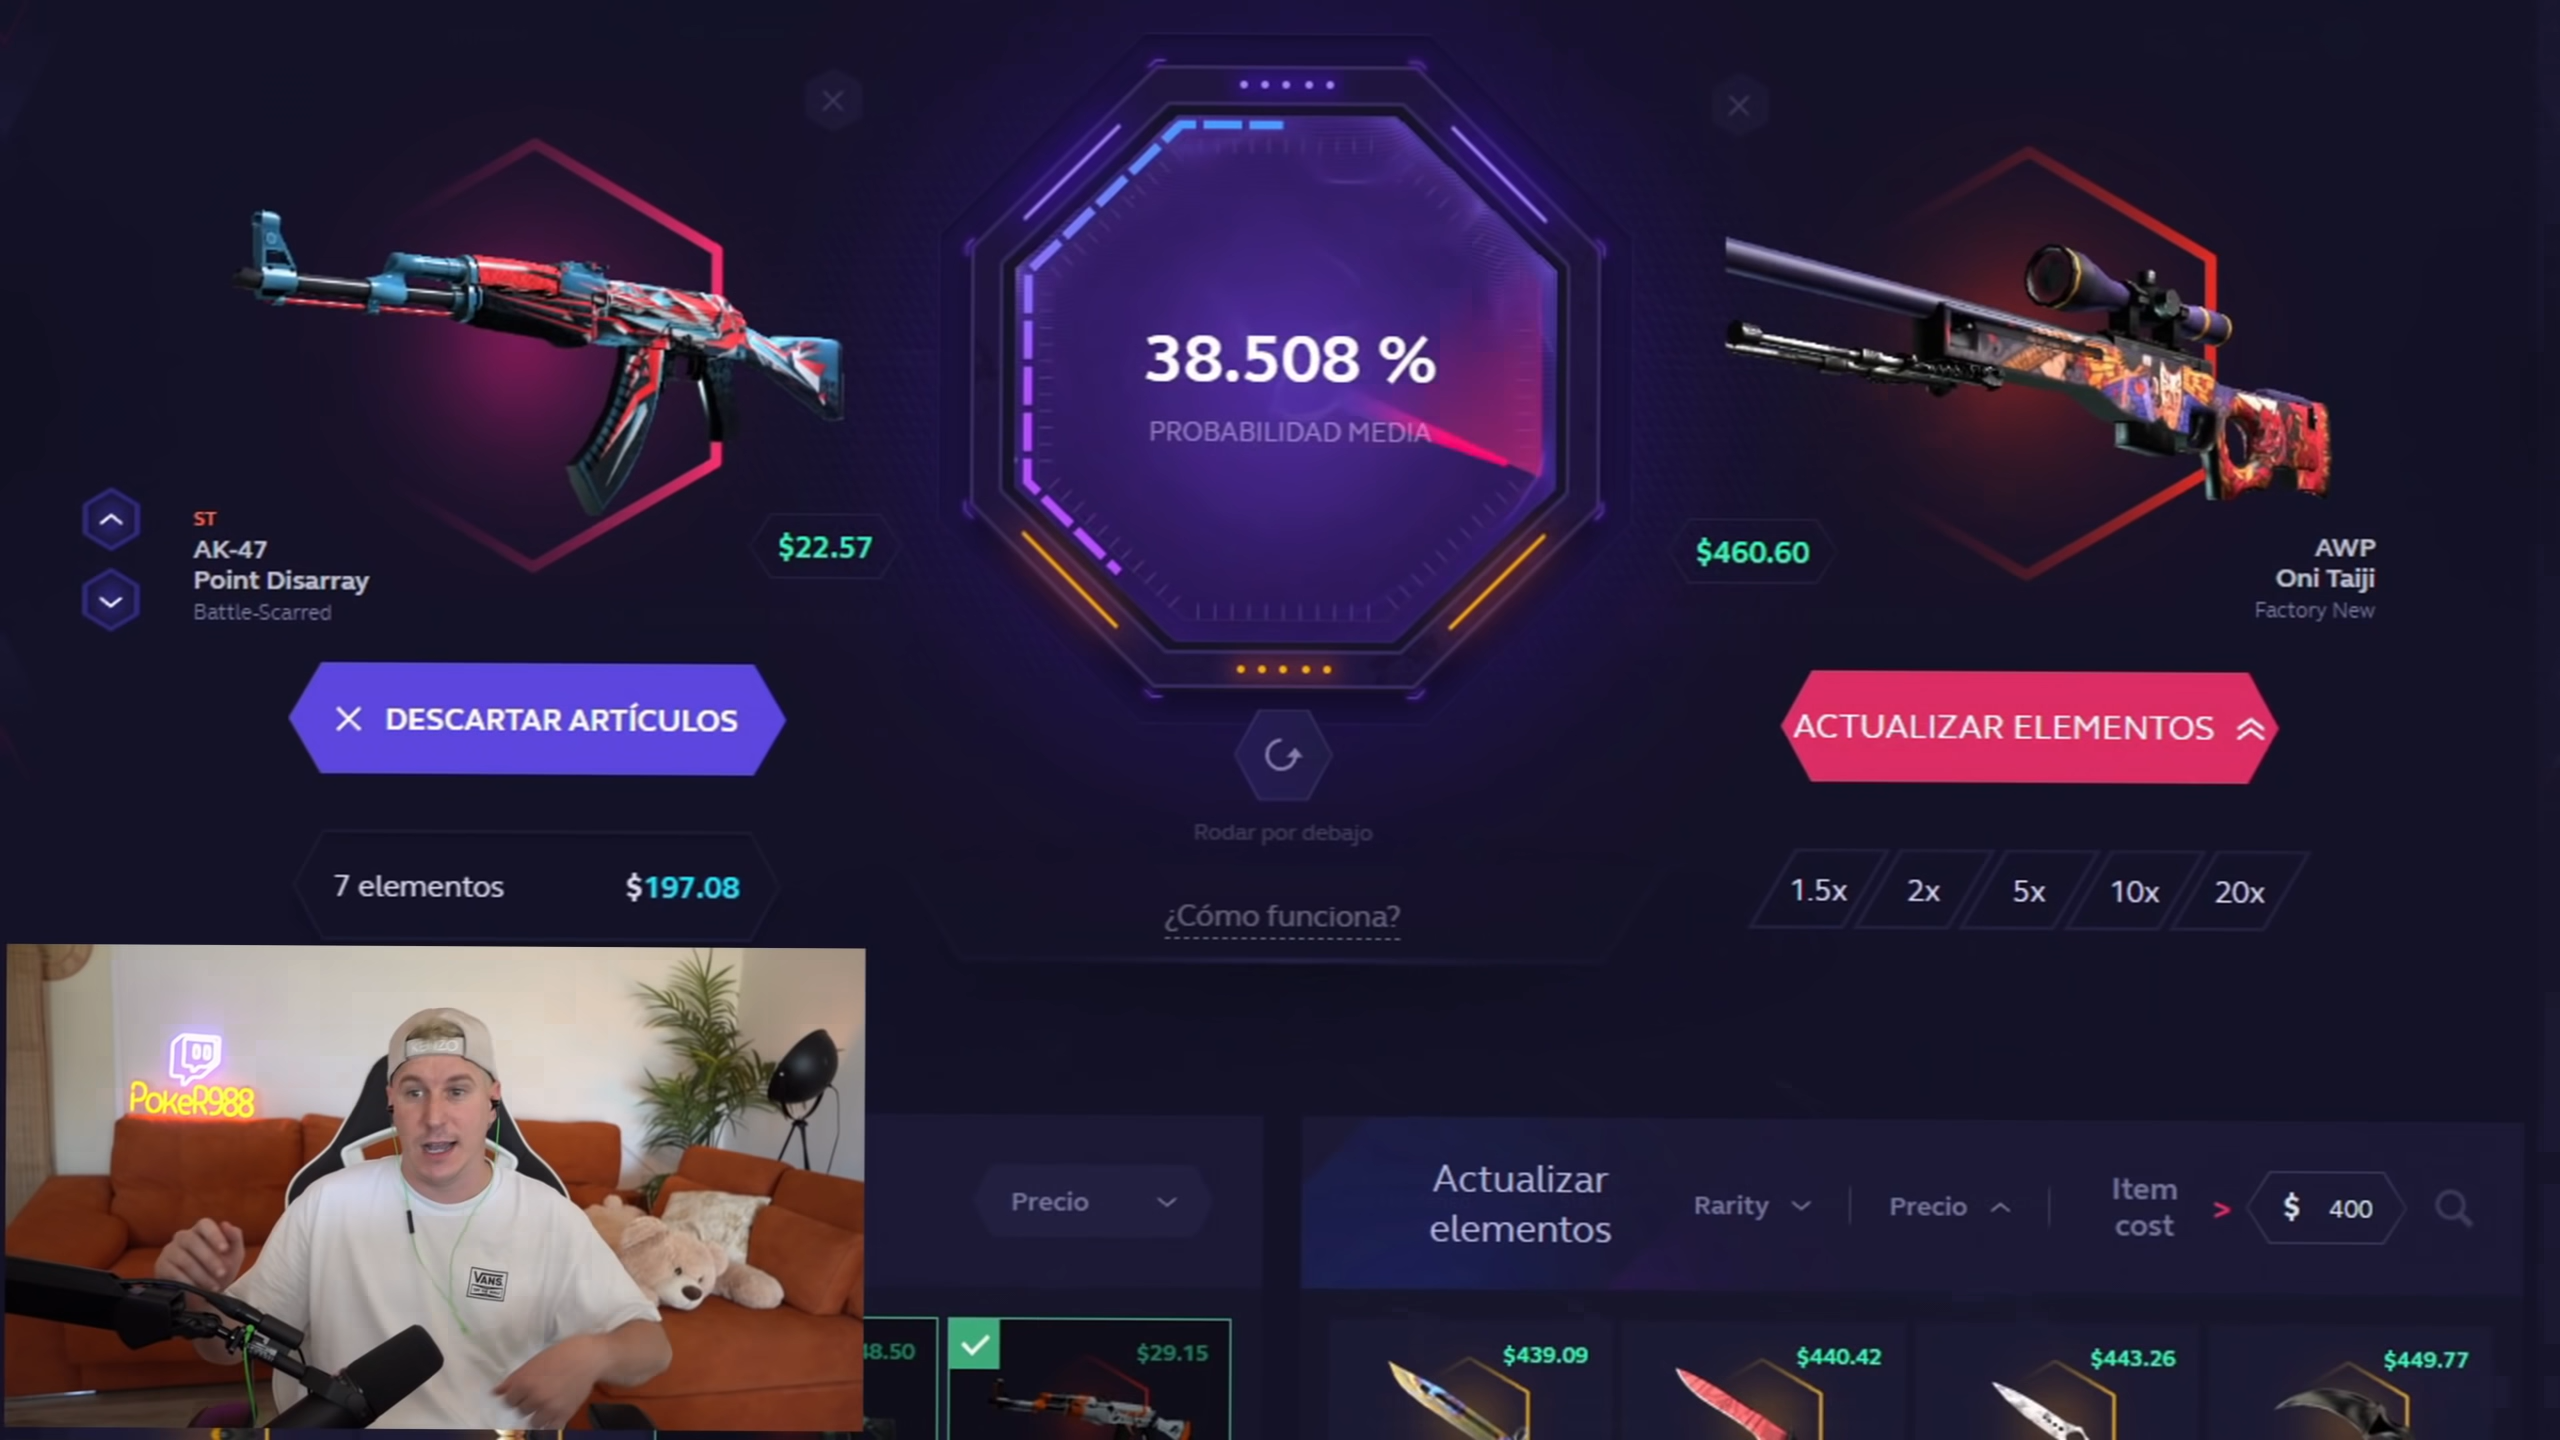 38.508 %
PROBABILIDAD MEDIA
ST
AK-47
Point Disarray
Battle-Scarred
$22.57
$460.60
AWP
Oni Taiji
Factory New
DESCARTAR ARTÍCULOS
ACTUALIZAR ELEMENTOS
7 elementos
$197.08
Rodar por debajo
¿Cómo funciona?
1.5x
2x
5x
10x
20x
PokeR988
VANS
Precio
Actualizar
elementos
Rarity
Precio
Item
cost
>
$ 400
8.50
$29.15
$439.09
$440.42
$443.26
$449.77